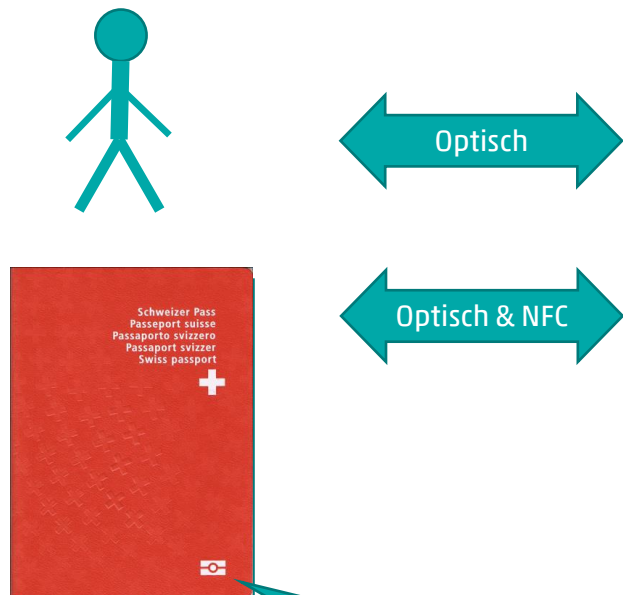 Optisch
Optisch & NFC
Schweizer Pass
Passeport suisse
Passaporto svizzero
Passaport svizzer
Swiss passport